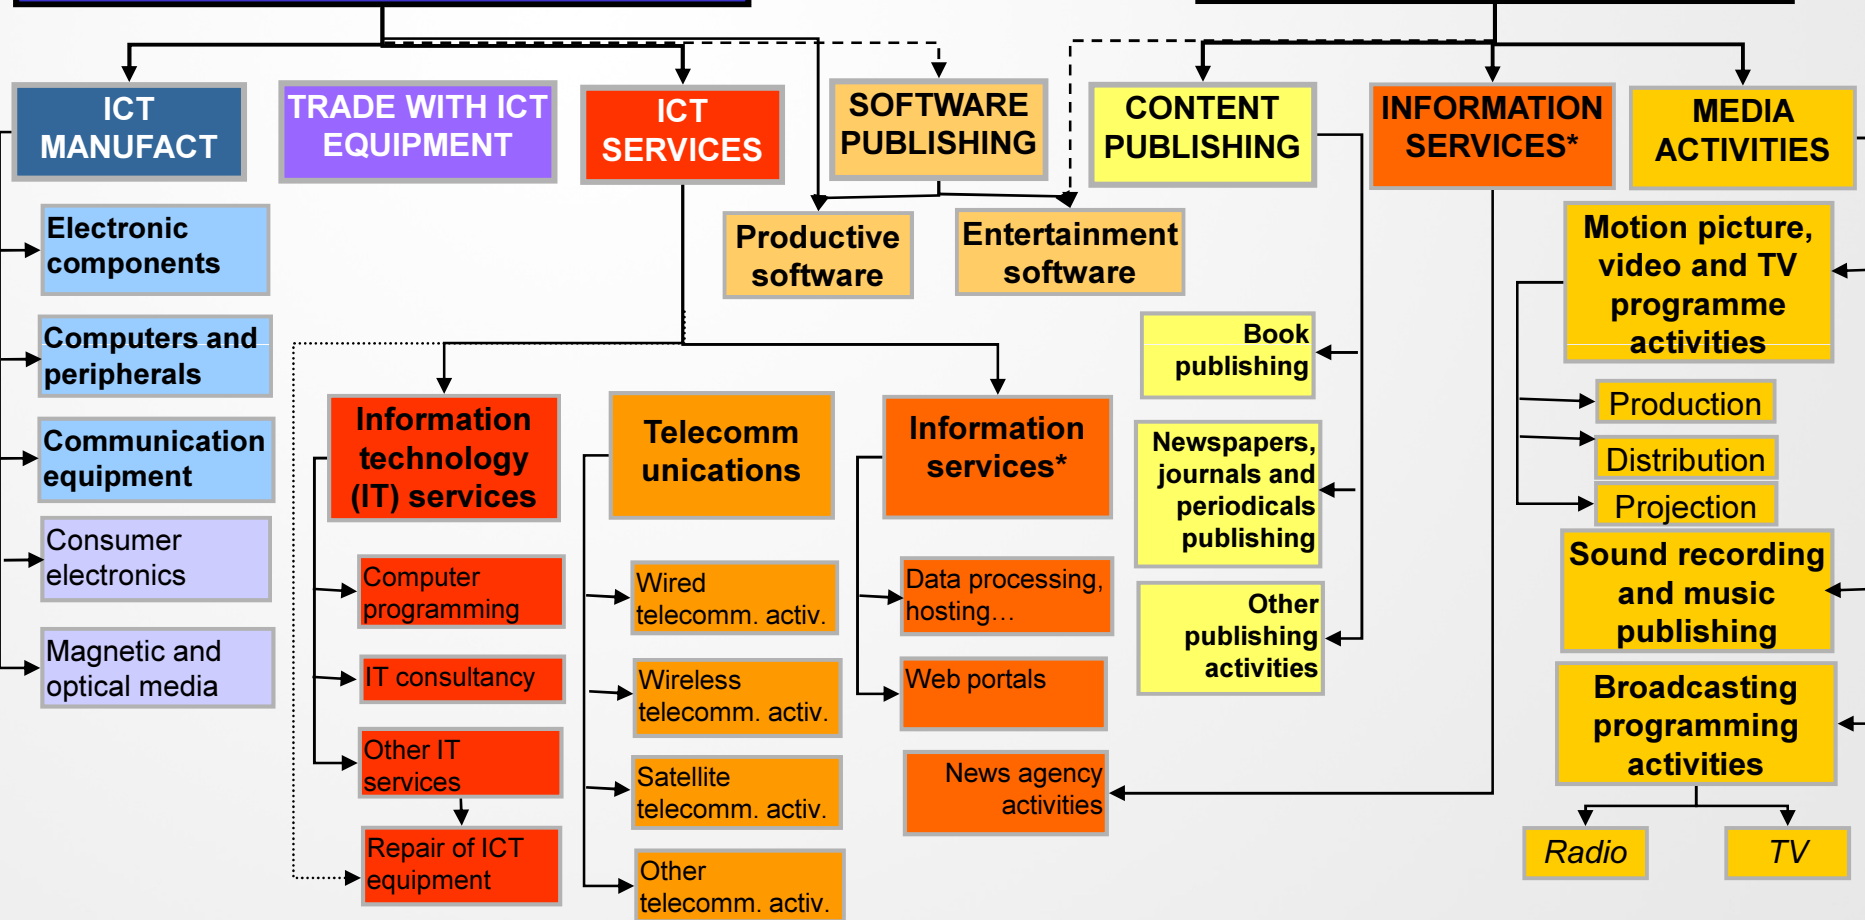 ICT
MANUFACT
TRADE WITH ICT
EQUIPMENT
ICT
SERVICES
SOFTWARE
PUBLISHING
CONTENT
PUBLISHING
INFORMATION
SERVICES*
MEDIA
ACTIVITIES
Electronic
components
Computers and
peripherals
Communication
equipment
Consumer
electronics
Magnetic and
optical media
Productive
software
Entertainment
software
Information
technology
(IT) services
Computer
programming
IT consultancy
Other IT
services
Repair of ICT
equipment
Telecomm
unications
Wired
telecomm. activ.
Wireless
telecomm. activ.
Satellite
telecomm. activ.
Other
telecomm. activ.
Information
services*
Data processing,
hosting…
Web portals
News agency
activities
Book
publishing
Newspapers,
journals and
periodicals
publishing
Other
publishing
activities
Motion picture,
video and TV
programme
activities
Production
Distribution
Projection
Sound recording
and music
publishing
Broadcasting
programming
activities
Radio
TV